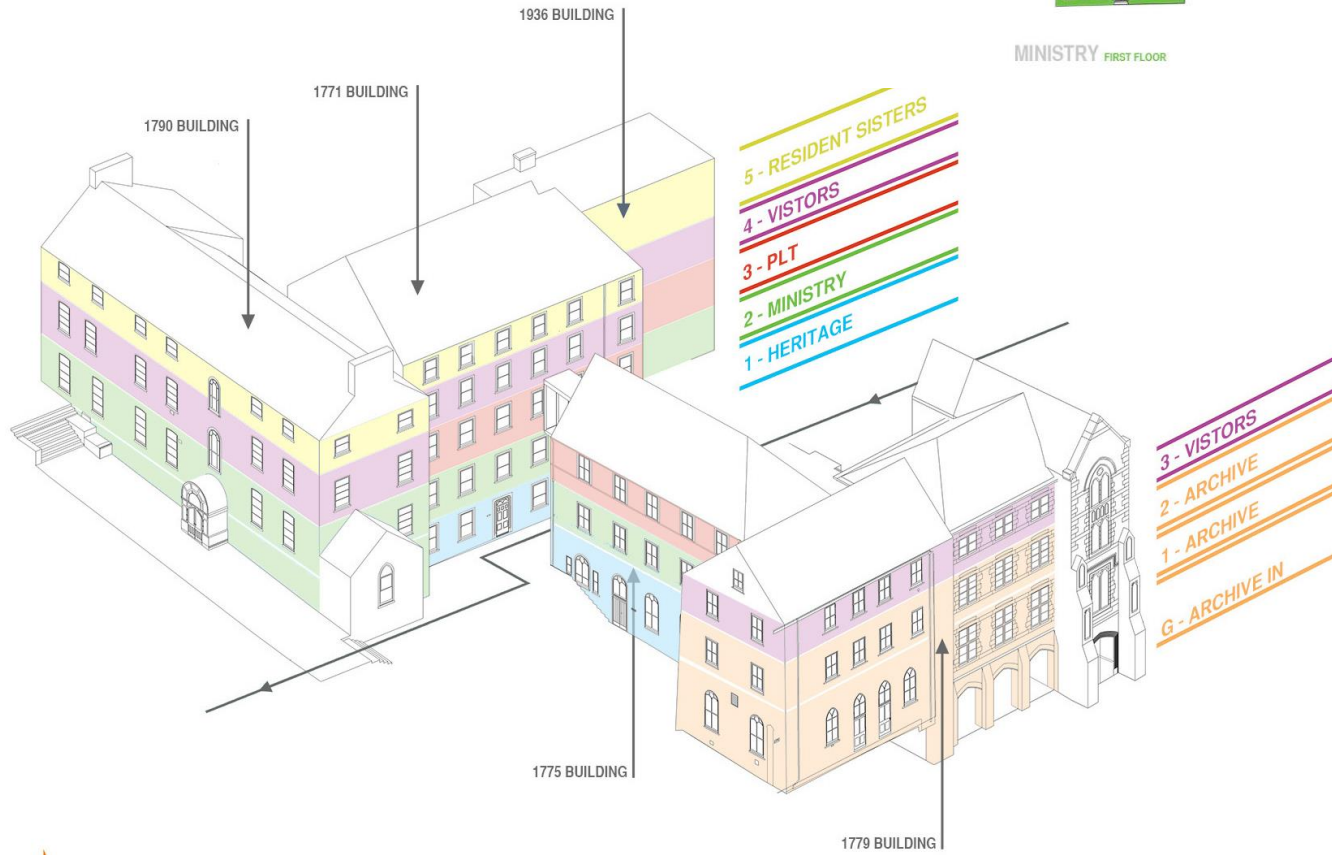 1936 BUILDING
MINISTRY FIRST FLOOR
1771 BUILDING
1790 BUILDING
5 - RESIDENT SISTERS
4 - VISTORS
3 - PLT
2 - MINISTRY
1 - HERITAGE
3 - VISTORS
2 - ARCHIVE
1 - ARCHIVE
G - ARCHIVE IN
1775 BUILDING
1779 BUILDING